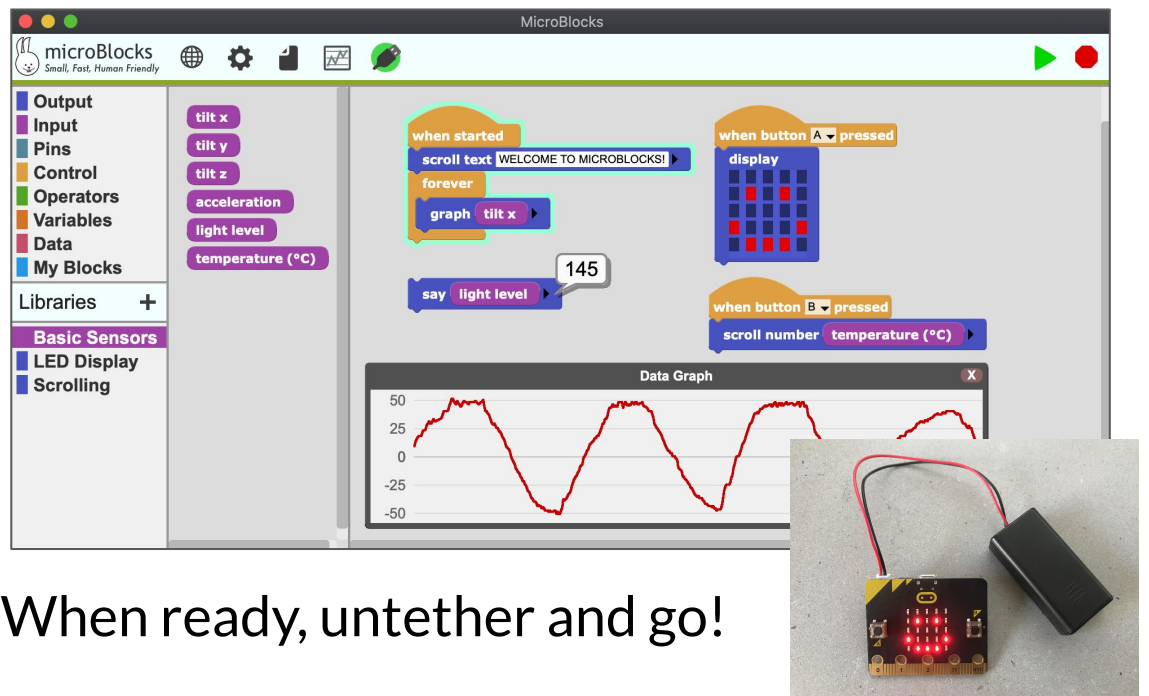 MicroBlocks
microBlocks
Small, Fast, Human Friendly
Output
Input
Pins
Control
Operators
Variables
Data
My Blocks
Libraries +
Basic Sensors
LED Display
Scrolling
tilt x
tilt y
tilt z
acceleration
light level
temperature (°C)
when started
scroll text WELCOME TO MICROBLOCKS!
forever
graph tilt x
say light level
145
when button A pressed
display
when button B pressed
scroll number temperature (°C)
Data Graph X
50
25
0
-25
-50
0 1 2
When ready, untether and go!